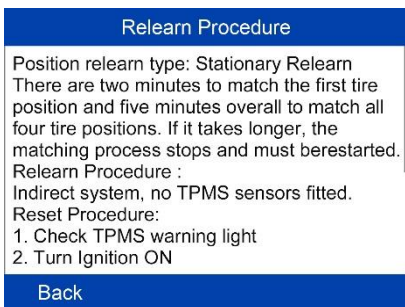 Relearn Procedure
Position relearn type: Stationary Relearn
There are two minutes to match the first tire
position and five minutes overall to match all
four tire positions. If it takes longer, the
matching process stops and must berestarted.
Relearn Procedure :
Indirect system, no TPMS sensors fitted.
Reset Procedure:
1. Check TPMS warning light
2. Turn Ignition ON
Back